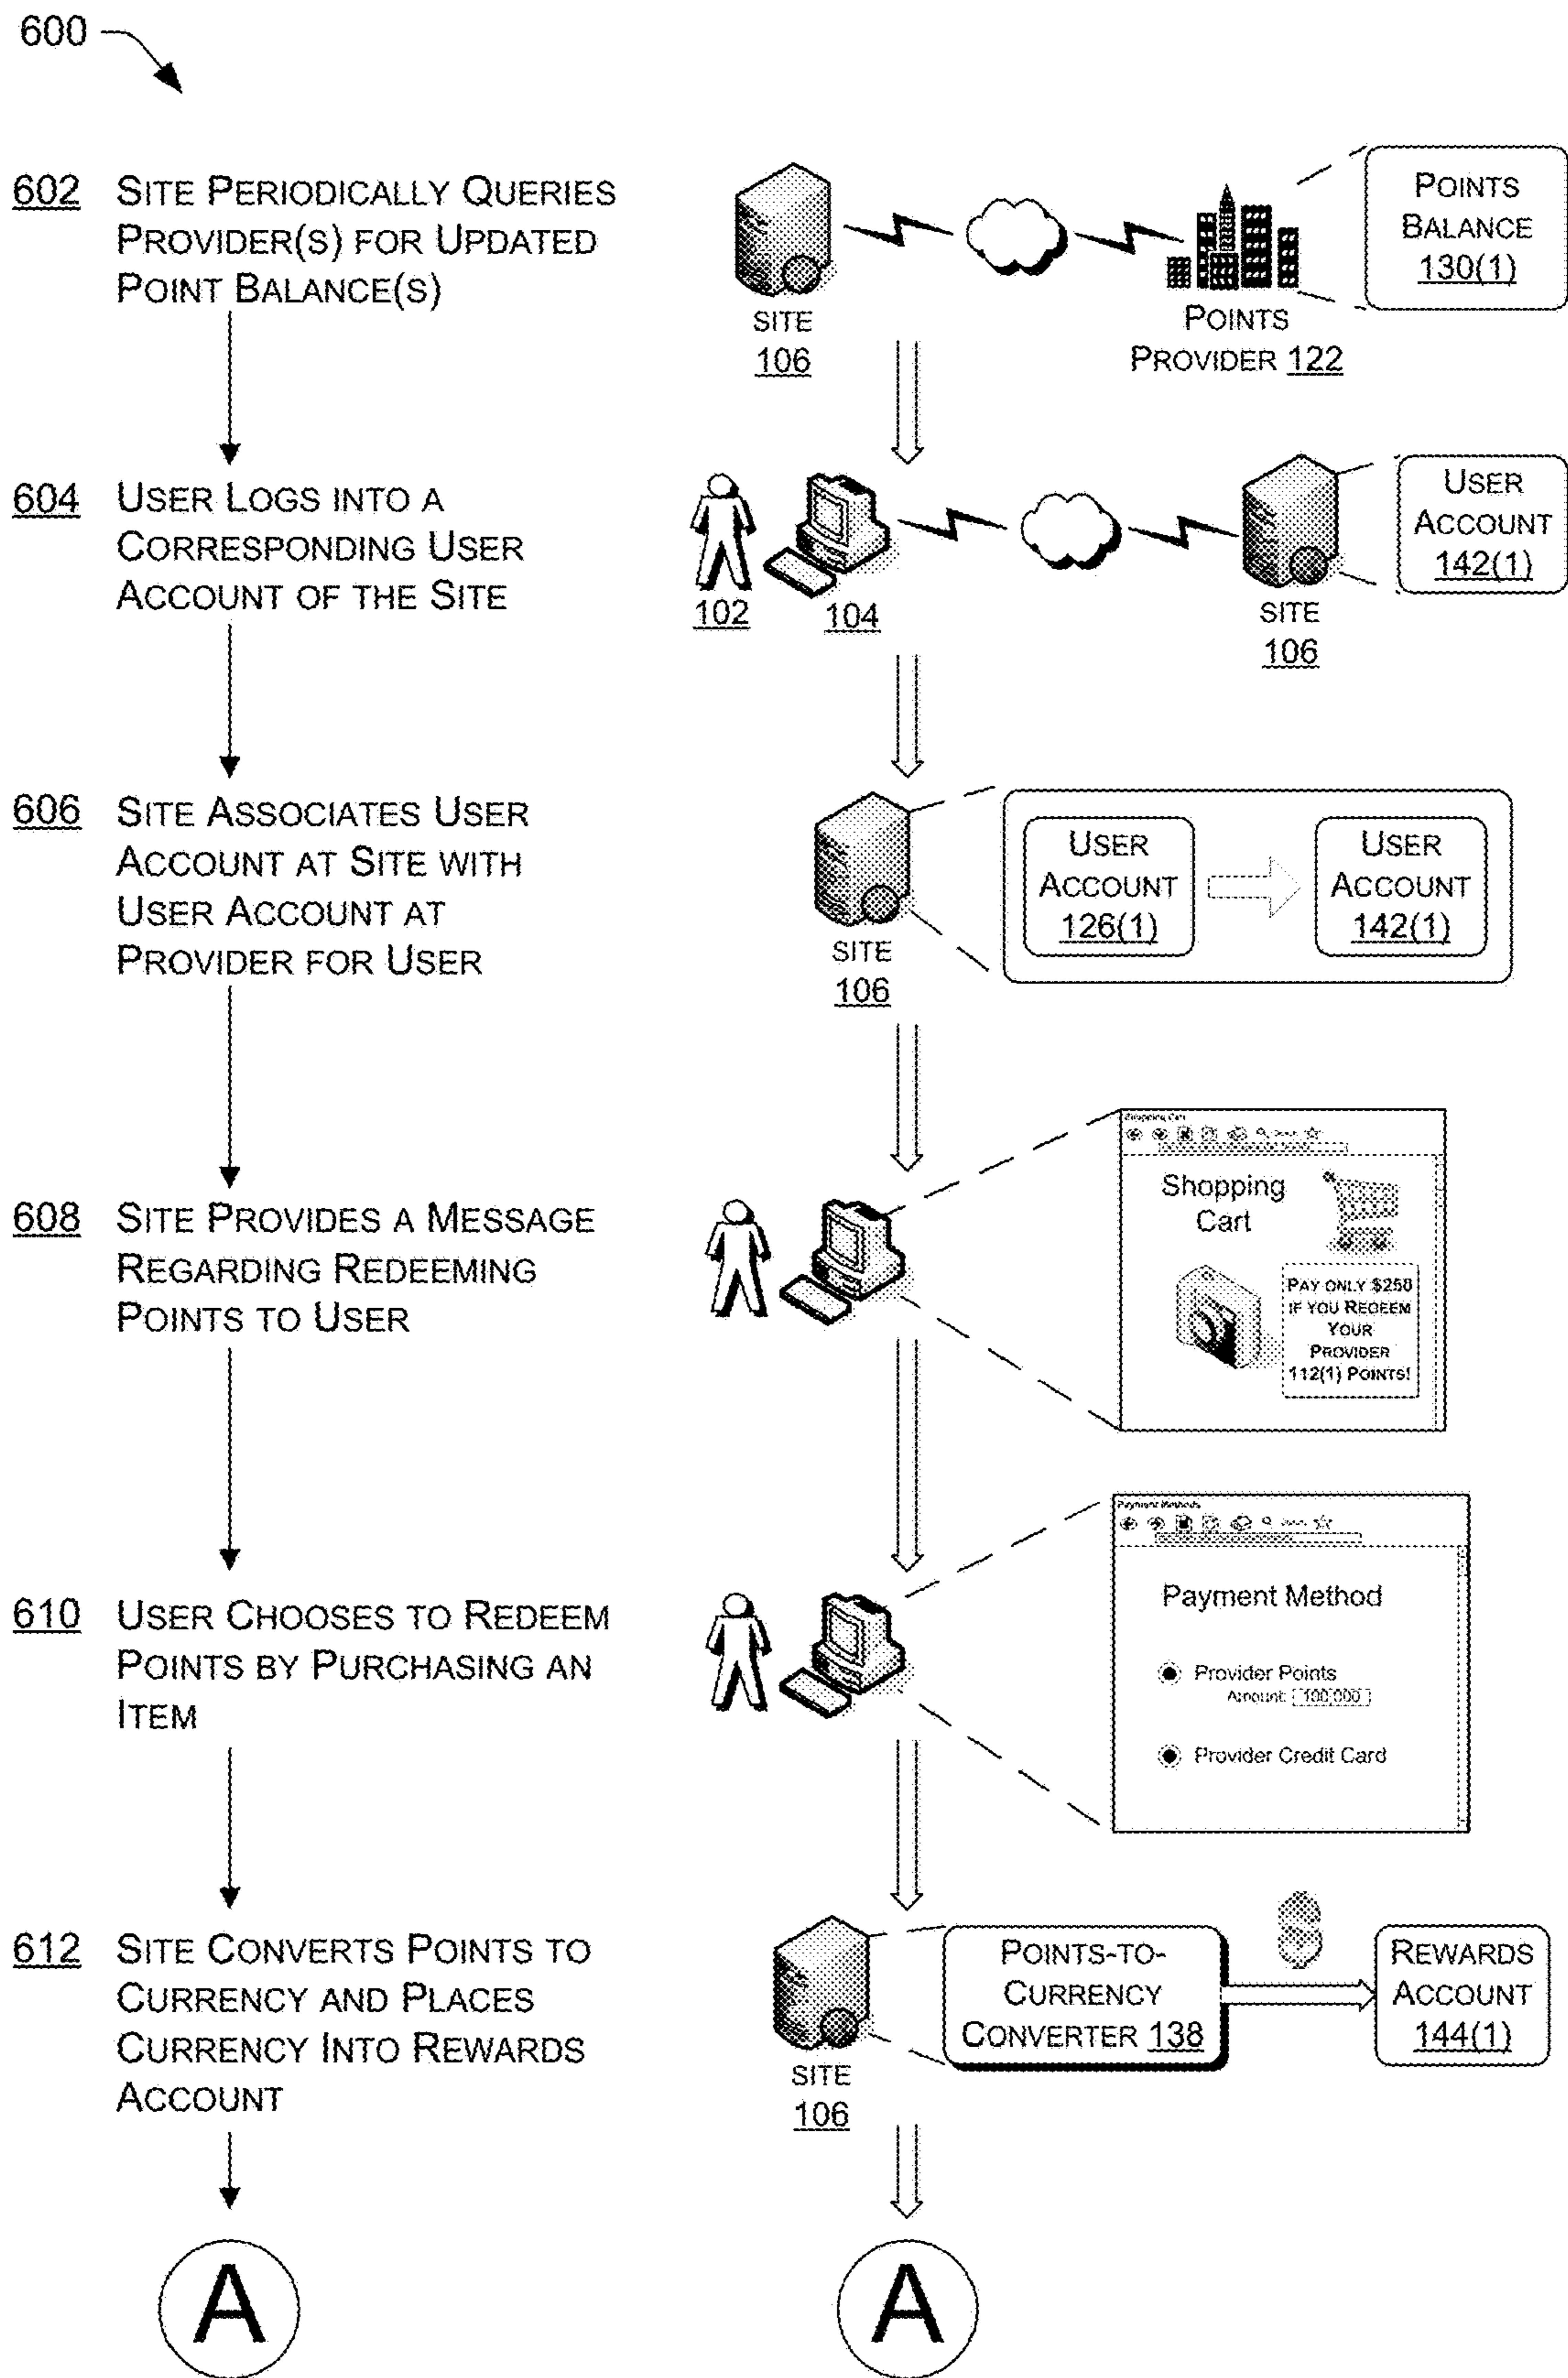 600
602 SITE PERIODICALLY QUERIES
PROVIDER(S) FOR UPDATED
POINT BALANCE(S)
SITE
106
POINTS
PROVIDER 122
POINTS
BALANCE
130(1)
604 USER LOGS INTO A
CORRESPONDING USER
ACCOUNT OF THE SITE
102
104
SITE
106
USER
ACCOUNT
142(1)
606 SITE ASSOCIATES USER
ACCOUNT AT SITE WITH
USER ACCOUNT AT
PROVIDER FOR USER
SITE
106
USER
ACCOUNT
126(1)
USER
ACCOUNT
142(1)
608 SITE PROVIDES A MESSAGE
REGARDING REDEEMING
POINTS TO USER
Shopping Cart
Shopping
Cart
PAY ONLY $250
IF YOU REDEEM
YOUR
PROVIDER
112(1) POINTS!
610 USER CHOOSES TO REDEEM
POINTS BY PURCHASING AN
ITEM
Payment Methods
Payment Method
Provider Points
Amount: 100,000
Provider Credit Card
612 SITE CONVERTS POINTS TO
CURRENCY AND PLACES
CURRENCY INTO REWARDS
ACCOUNT
SITE
106
POINTS-TO-
CURRENCY
CONVERTER 138
$
REWARDS
ACCOUNT
144(1)
A
A